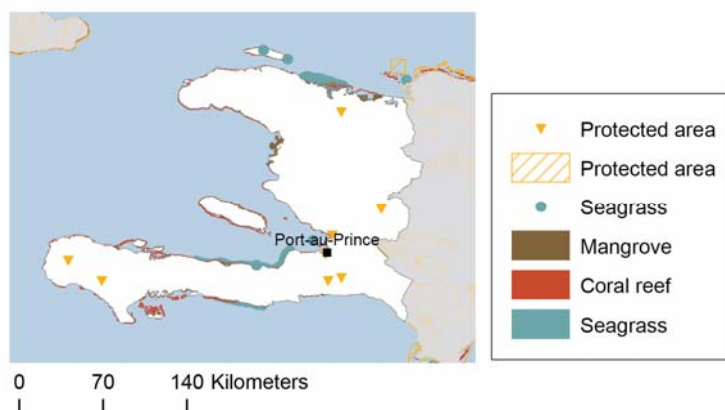 Port-au-Prince
Protected area
Protected area
Seagrass
Mangrove
Coral reef
Seagrass
0 70 140 Kilometers